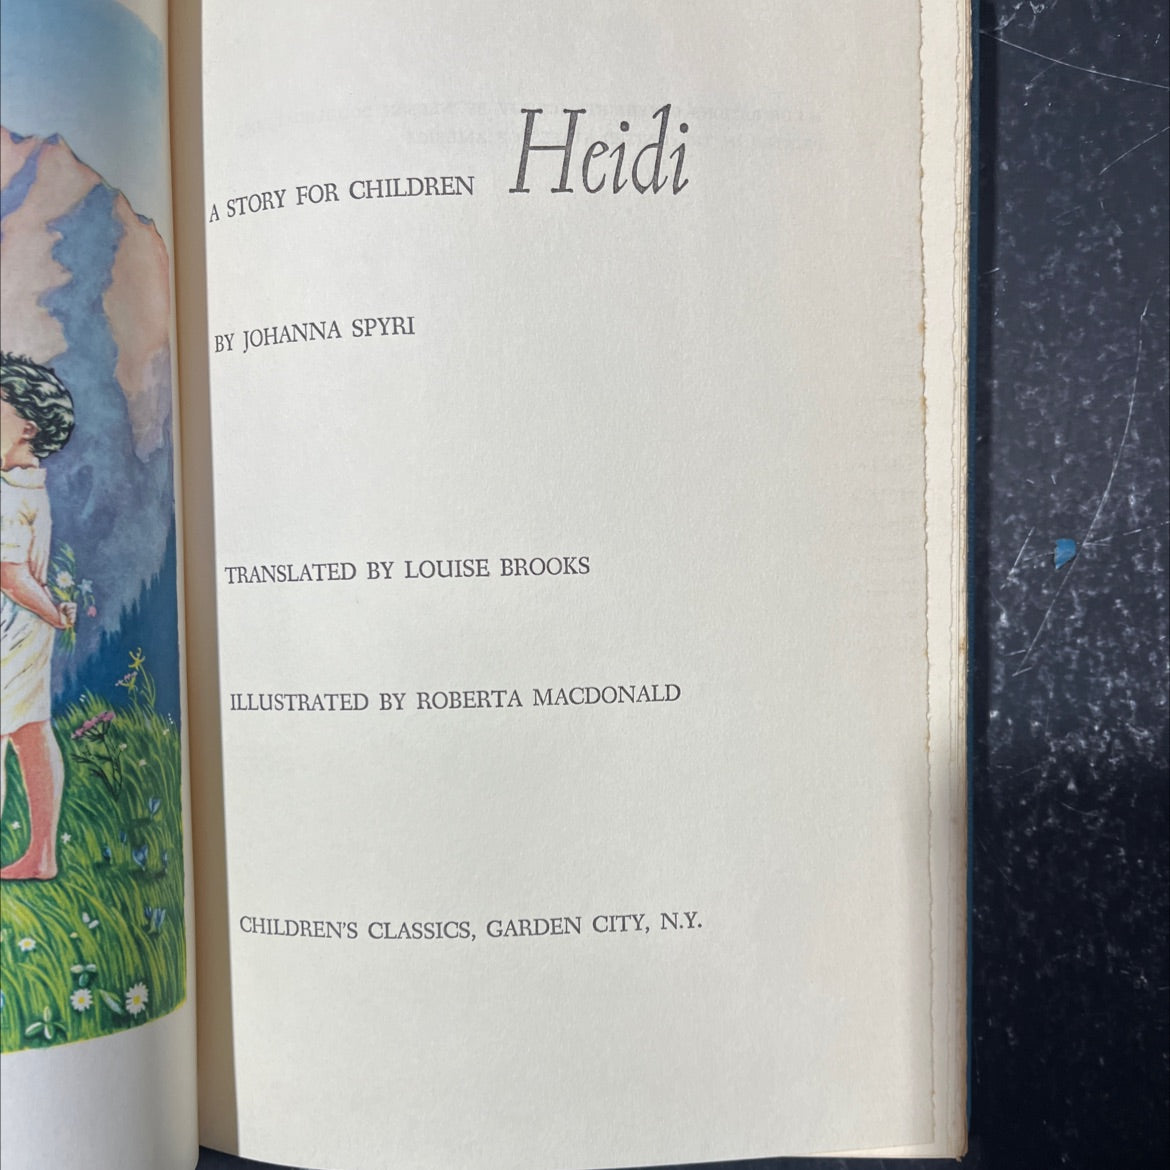 A STORY FOR CHILDREN Heidi
BY JOHANNA SPYRI
TRANSLATED BY LOUISE BROOKS
ILLUSTRATED BY ROBERTA MACDONALD
CHILDREN'S CLASSICS, GARDEN CITY, N.Y.